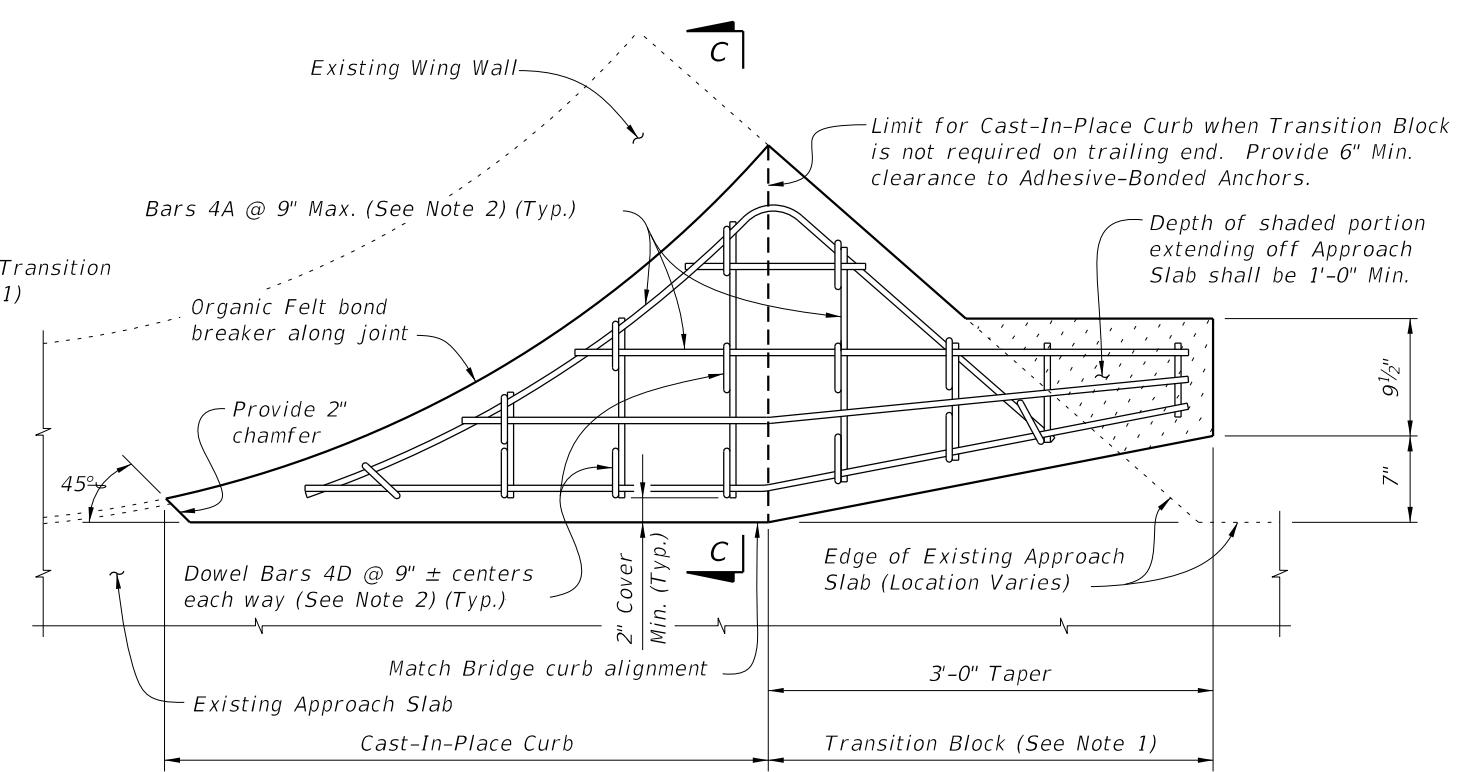 C
Existing Wing Wall
Limit for Cast-In-Place Curb when Transition Block
is not required on trailing end. Provide 6" Min.
clearance to Adhesive-Bonded Anchors.
Bars 4A @ 9" Max. (See Note 2) (Typ.)
Depth of shaded portion
extending off Approach
Slab shall be 1'-0" Min.
Transition
1)
Organic Felt bond
breaker along joint
Provide 2"
chamfer
45°
9½"
7"
C
Edge of Existing Approach
Slab (Location Varies)
Dowel Bars 4D @ 9" ± centers
each way (See Note 2) (Typ.)
2" Cover
Min. (Typ.)
Match Bridge curb alignment
3'-0" Taper
Existing Approach Slab
Cast-In-Place Curb
Transition Block (See Note 1)